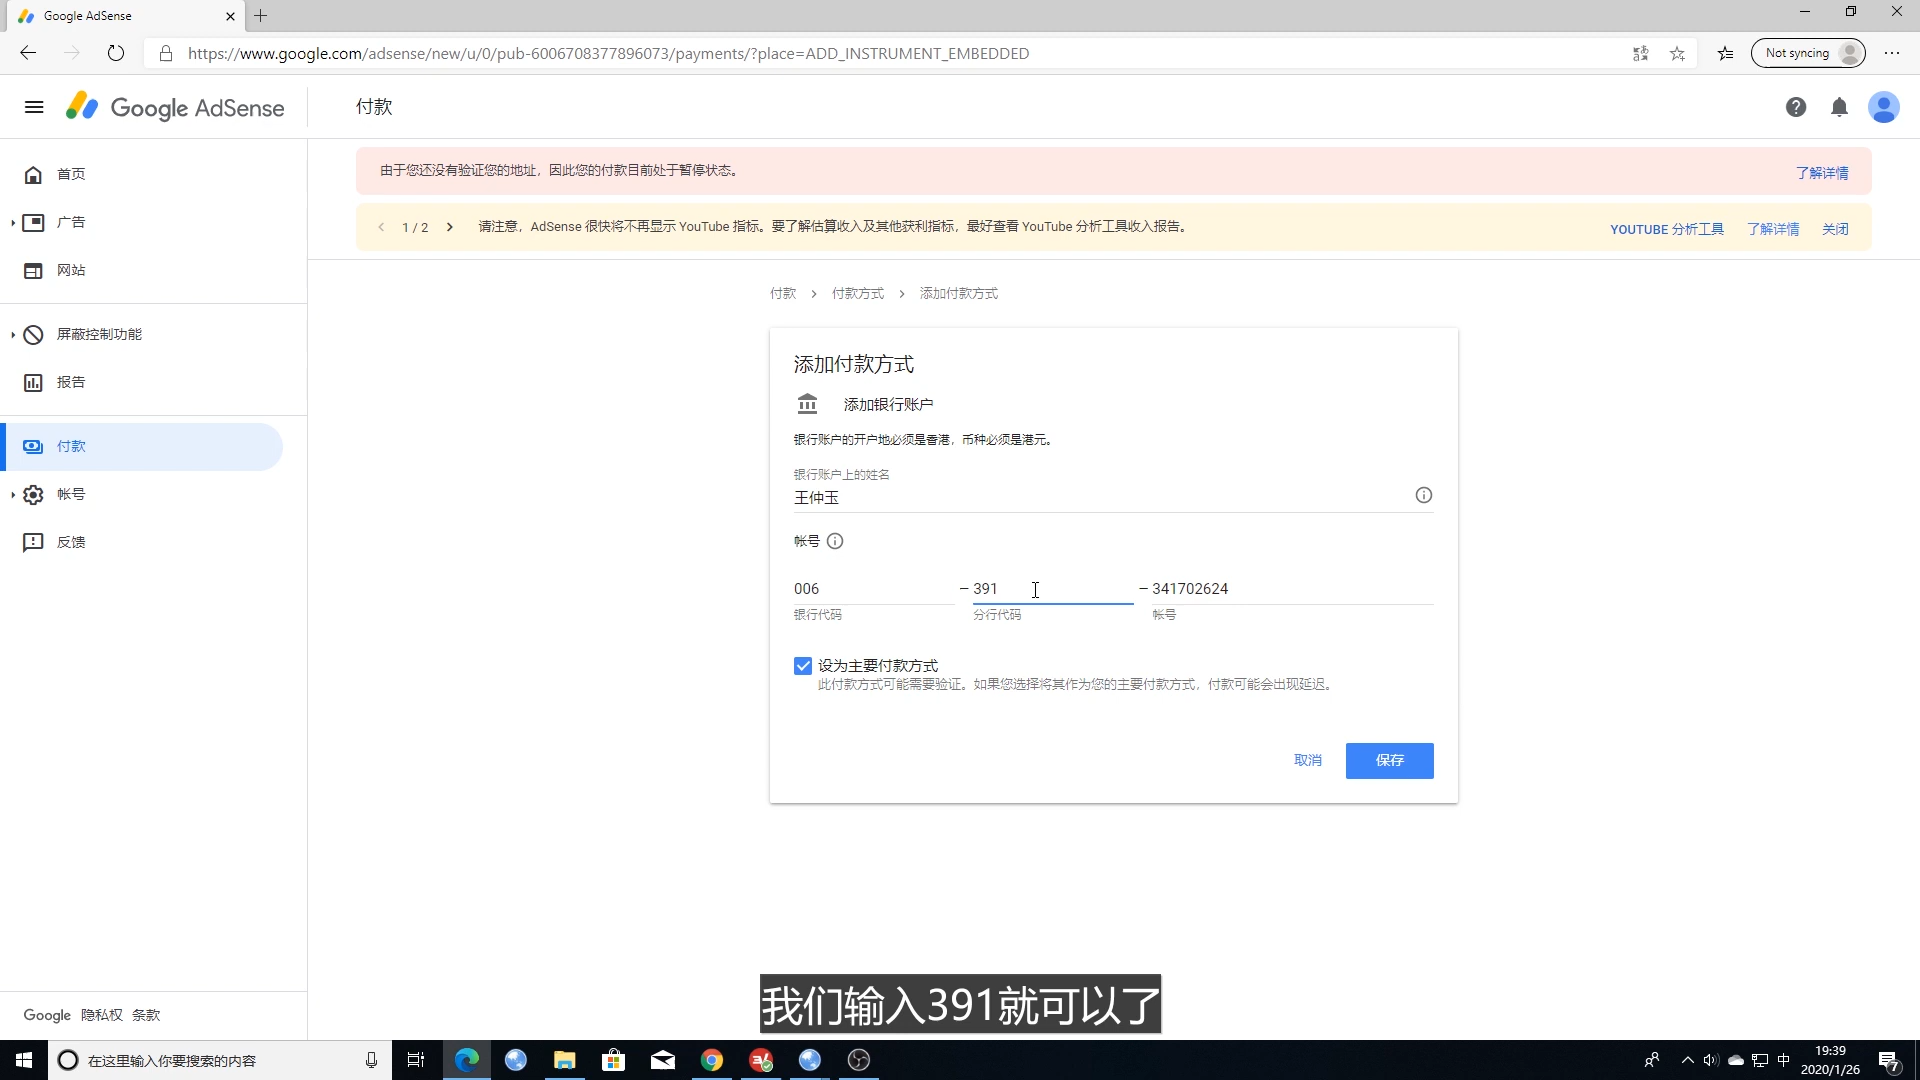 Google AdSense
https://www.google.com/adsense/new/u/0/pub-6006708377896073/payments/?place=ADD_INSTRUMENT_EMBEDDED
Not syncing
Google AdSense
付款
首页
广告
网站
屏蔽控制功能
报告
付款
帐号
反馈
由于您还没有验证您的地址，因此您的付款目前处于暂停状态。
了解详情
1 / 2
请注意，AdSense 很快将不再显示 YouTube 指标。要了解估算收入及其他获利指标，最好查看 YouTube 分析工具收入报告。
YOUTUBE 分析工具
了解详情
关闭
付款 › 付款方式 › 添加付款方式
添加付款方式
添加银行账户
银行账户的开户地必须是香港，币种必须是港元。
银行账户上的姓名
王仲玉
帐号
006 – 391 – 341702624
银行代码 分行代码 帐号
设为主要付款方式
此付款方式可能需要验证。如果您选择将其作为您的主要付款方式，付款可能会出现延迟。
取消
保存
Google 隐私权 条款
我们输入391就可以了
在这里输入你要搜索的内容
中
19:39
2020/1/26
7